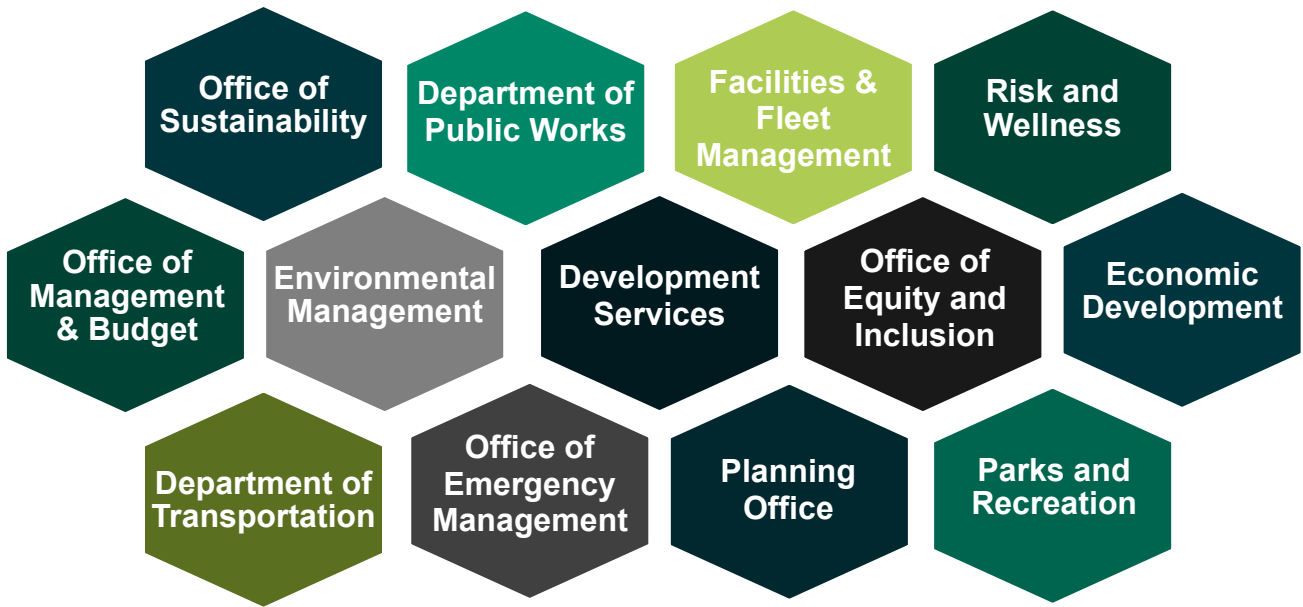 Office of
Sustainability
Department of
Public Works
Facilities &
Fleet
Management
Risk and
Wellness
Office of
Management
& Budget
Environmental
Management
Development
Services
Office of
Equity and
Inclusion
Economic
Development
Department of
Transportation
Office of
Emergency
Management
Planning
Office
Parks and
Recreation